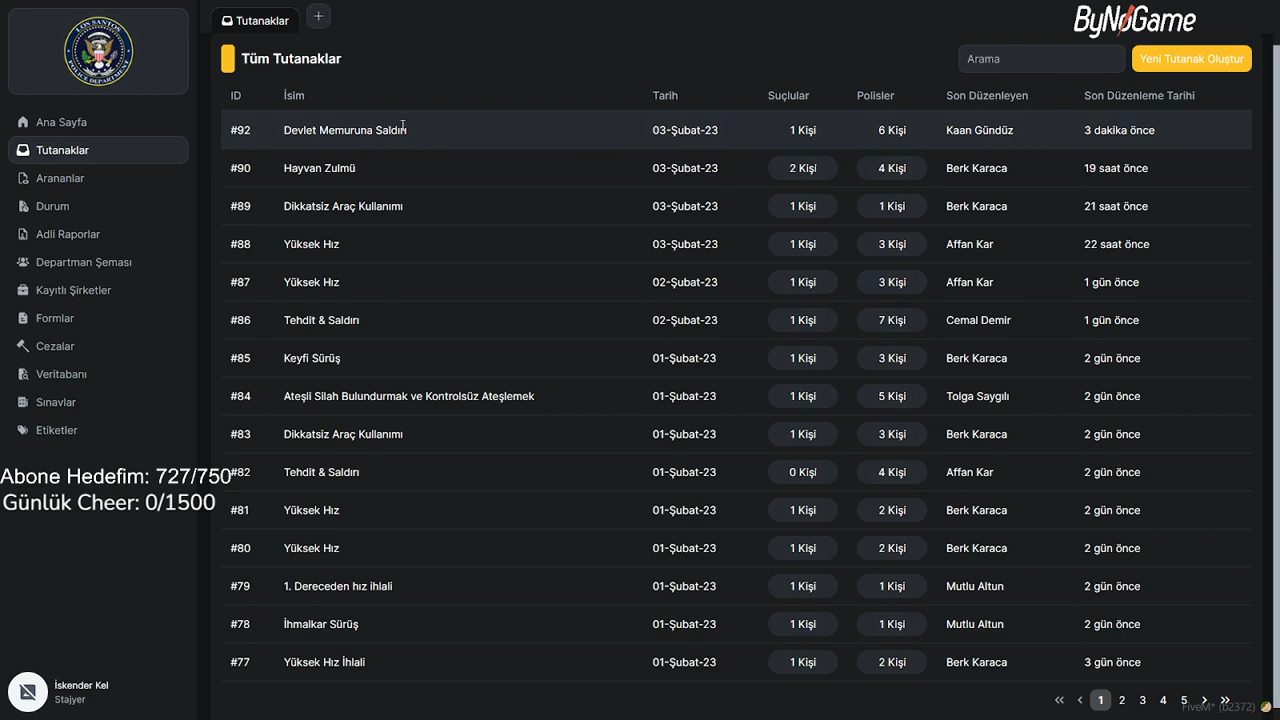 LOS SANTOS
POLICE DEPARTMENT
Tutanaklar
ByNoGame
Tüm Tutanaklar
Arama
Yeni Tutanak Oluştur
ID İsim Tarih Suçlular Polisler Son Düzenleyen Son Düzenleme Tarihi
#92 Devlet Memuruna Saldırı 03-Şubat-23 1 Kişi 6 Kişi Kaan Gündüz 3 dakika önce
#90 Hayvan Zulmü 03-Şubat-23 2 Kişi 4 Kişi Berk Karaca 19 saat önce
#89 Dikkatsiz Araç Kullanımı 03-Şubat-23 1 Kişi 1 Kişi Berk Karaca 21 saat önce
#88 Yüksek Hız 03-Şubat-23 1 Kişi 3 Kişi Affan Kar 22 saat önce
#87 Yüksek Hız 02-Şubat-23 1 Kişi 3 Kişi Affan Kar 1 gün önce
#86 Tehdit & Saldırı 02-Şubat-23 1 Kişi 7 Kişi Cemal Demir 1 gün önce
#85 Keyfi Sürüş 01-Şubat-23 1 Kişi 3 Kişi Berk Karaca 2 gün önce
#84 Ateşli Silah Bulundurmak ve Kontrolsüz Ateşlemek 01-Şubat-23 1 Kişi 5 Kişi Tolga Saygılı 2 gün önce
#83 Dikkatsiz Araç Kullanımı 01-Şubat-23 1 Kişi 3 Kişi Berk Karaca 2 gün önce
#82 Tehdit & Saldırı 01-Şubat-23 0 Kişi 4 Kişi Affan Kar 2 gün önce
#81 Yüksek Hız 01-Şubat-23 1 Kişi 2 Kişi Berk Karaca 2 gün önce
#80 Yüksek Hız 01-Şubat-23 1 Kişi 2 Kişi Berk Karaca 2 gün önce
#79 1. Dereceden hız ihlali 01-Şubat-23 1 Kişi 1 Kişi Mutlu Altun 2 gün önce
#78 İhmalkar Sürüş 01-Şubat-23 1 Kişi 1 Kişi Mutlu Altun 2 gün önce
#77 Yüksek Hız İhlali 01-Şubat-23 1 Kişi 2 Kişi Berk Karaca 3 gün önce
« ‹ 1 2 3 4 5 › »
FiveM* (b2372)
Ana Sayfa
Tutanaklar
Arananlar
Durum
Adli Raporlar
Departman Şeması
Kayıtlı Şirketler
Formlar
Cezalar
Veritabanı
Sınavlar
Etiketler
Abone Hedefim: 727/750
Günlük Cheer: 0/1500
İskender Kel
Stajyer